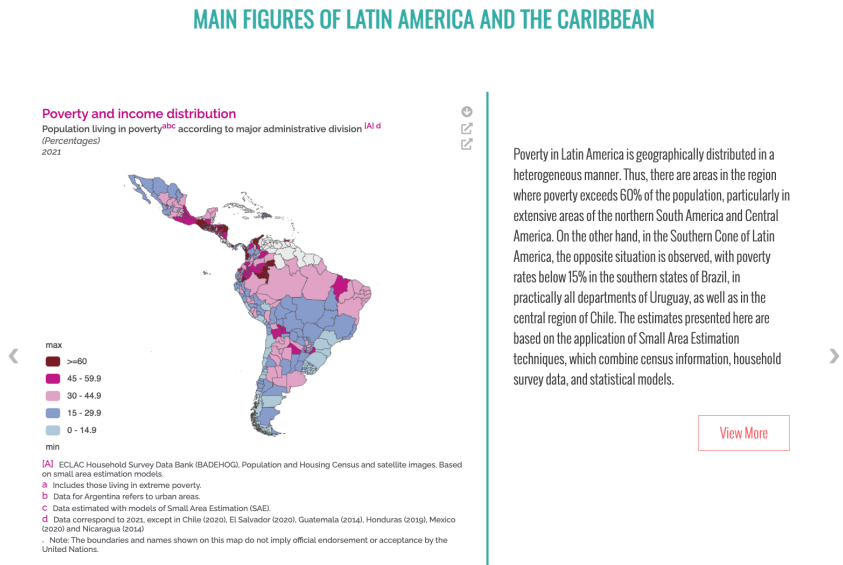 MAIN FIGURES OF LATIN AMERICA AND THE CARIBBEAN
Poverty and income distribution
Population living in povertyabc according to major administrative division [A] d
(Percentages)
2021
max
>=60
45 - 59.9
30 - 44.9
15 - 29.9
0 - 14.9
min
[A] ECLAC Household Survey Data Bank (BADEHOG), Population and Housing Census and satellite images. Based
on small area estimation models.
a Includes those living in extreme poverty.
b Data for Argentina refers to urban areas.
c Data estimated with models of Small Area Estimation (SAE).
d Data correspond to 2021, except in Chile (2020), El Salvador (2020), Guatemala (2014), Honduras (2019), Mexico
(2020) and Nicaragua (2014)
. Note: The boundaries and names shown on this map do not imply official endorsement or acceptance by the
United Nations.
Poverty in Latin America is geographically distributed in a
heterogeneous manner. Thus, there are areas in the region
where poverty exceeds 60% of the population, particularly in
extensive areas of the northern South America and Central
America. On the other hand, in the Southern Cone of Latin
America, the opposite situation is observed, with poverty
rates below 15% in the southern states of Brazil, in
practically all departments of Uruguay, as well as in the
central region of Chile. The estimates presented here are
based on the application of Small Area Estimation
techniques, which combine census information, household
survey data, and statistical models.
View More